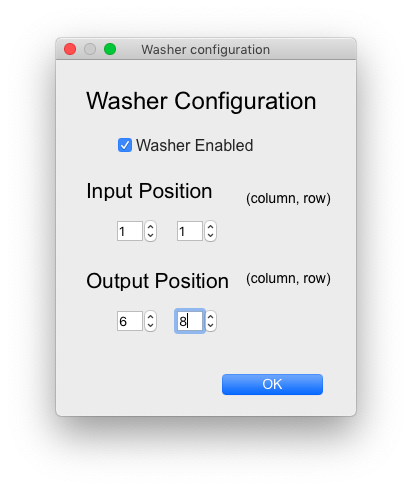 Washer configuration
Washer Configuration
Washer Enabled
Input Position (column, row)
1 1
Output Position (column, row)
6 8
OK